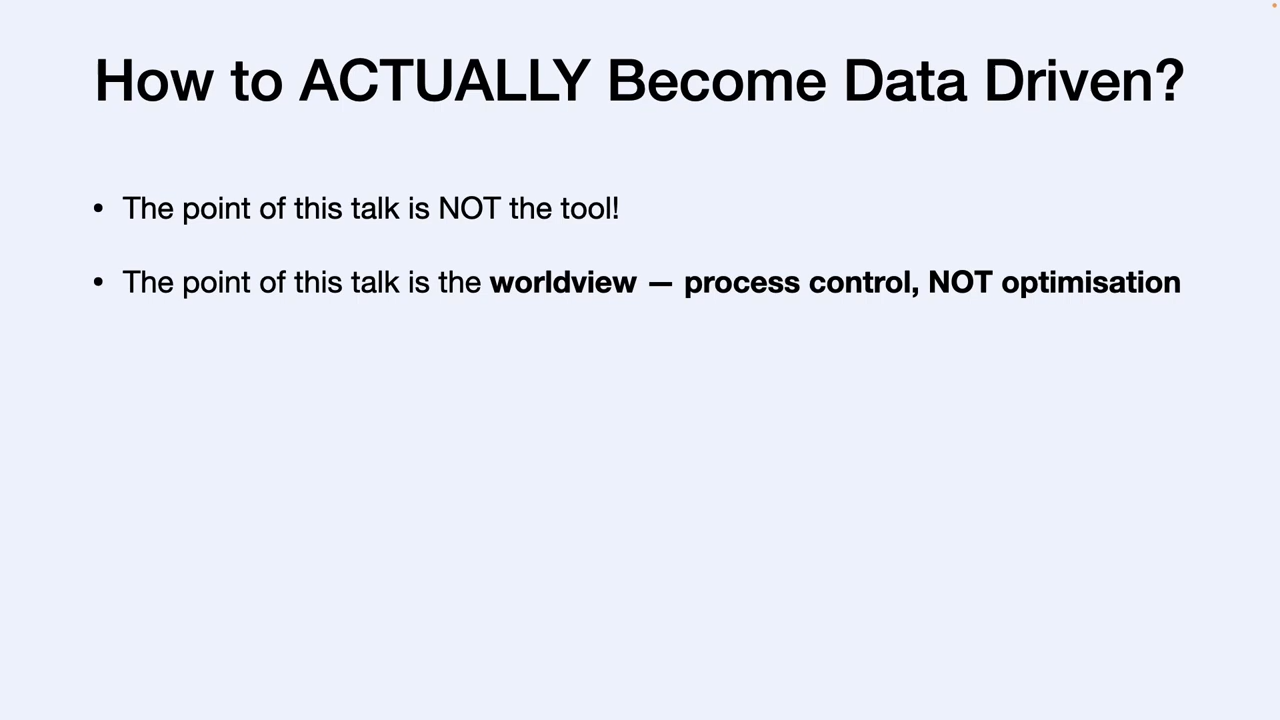 How to ACTUALLY Become Data Driven?
• The point of this talk is NOT the tool!
• The point of this talk is the worldview — process control, NOT optimisation